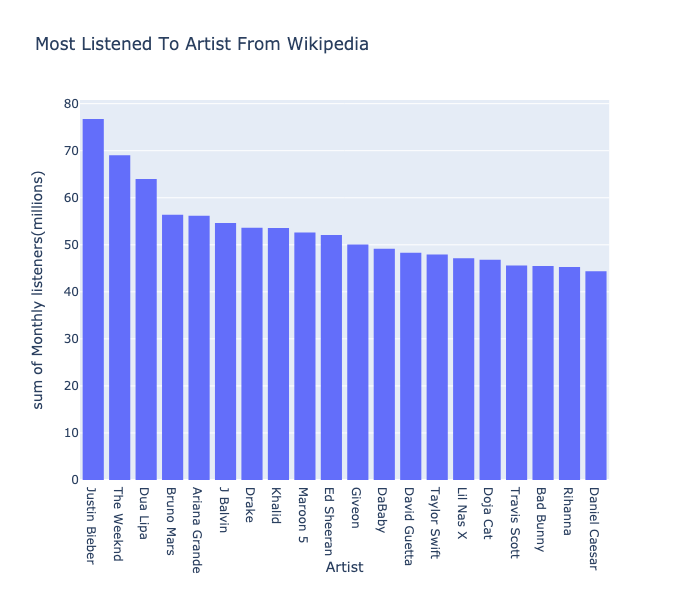 Most Listened To Artist From Wikipedia
sum of Monthly listeners(millions)
80
70
60
50
40
30
20
10
0
Justin Bieber
The Weeknd
Dua Lipa
Bruno Mars
Ariana Grande
J Balvin
Drake
Khalid
Maroon 5
Ed Sheeran
Giveon
DaBaby
David Guetta
Taylor Swift
Lil Nas X
Doja Cat
Travis Scott
Bad Bunny
Rihanna
Daniel Caesar
Artist